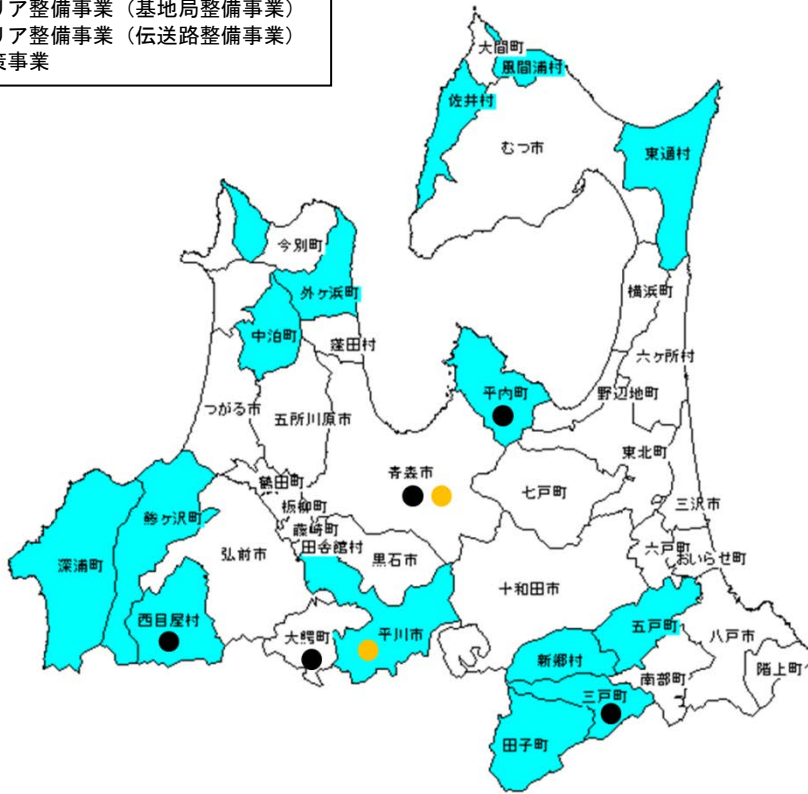 リア整備事業（基地局整備事業）
リア整備事業（伝送路整備事業）
策事業
大間町
風間浦村
佐井村
むつ市
東通村
今別町
外ヶ浜町
横浜町
中泊町
蓬田村
六ヶ所村
平内町
野辺地町
つがる市
五所川原市
東北町
青森市
鶴田町
七戸町
板柳町
三沢市
鰺ヶ沢町
藤崎町
田舎館村
六戸町
おいらせ町
弘前市
黒石市
深浦町
十和田市
西目屋村
五戸町
大鰐町
平川市
八戸市
新郷村
南部町
階上町
三戸町
田子町